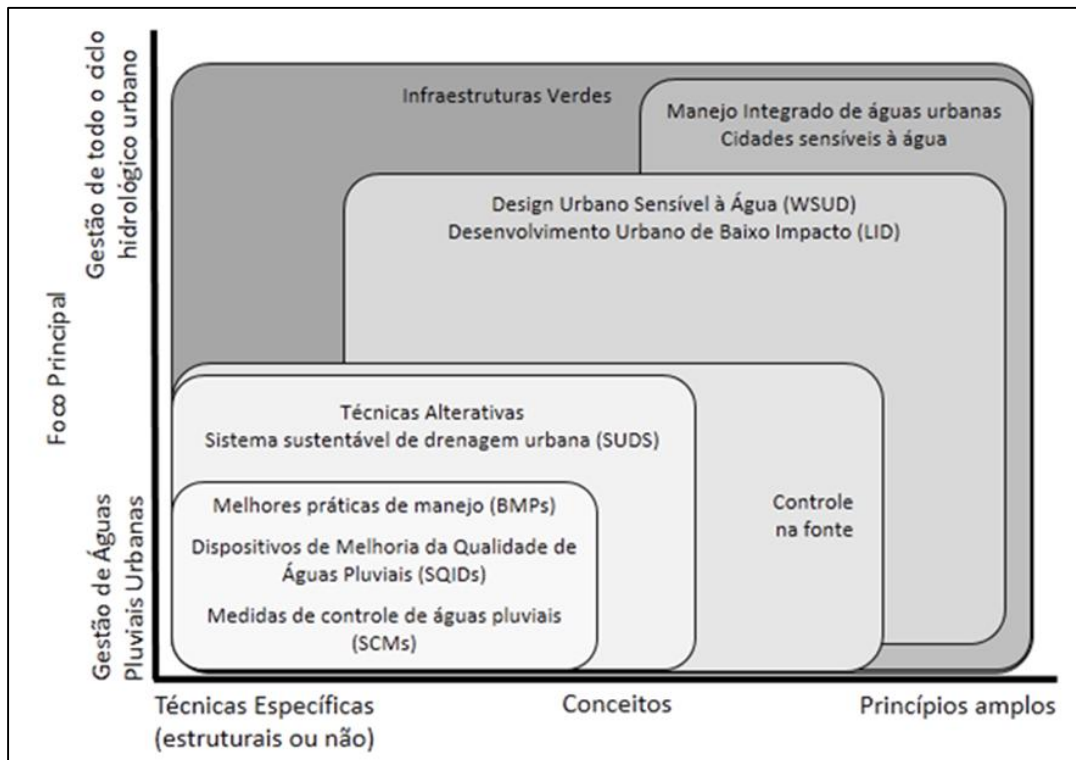 Gestão de todo o ciclo
hidrológico urbano
Foco Principal
Gestão de Águas
Pluviais Urbanas
Infraestruturas Verdes
Manejo Integrado de águas urbanas
Cidades sensíveis à água
Design Urbano Sensível à Água (WSUD)
Desenvolvimento Urbano de Baixo Impacto (LID)
Técnicas Alterativas
Sistema sustentável de drenagem urbana (SUDS)
Melhores práticas de manejo (BMPs)
Dispositivos de Melhoria da Qualidade de
Águas Pluviais (SQIDs)
Medidas de controle de águas pluviais
(SCMs)
Controle
na fonte
Técnicas Específicas
(estruturais ou não)
Conceitos
Princípios amplos